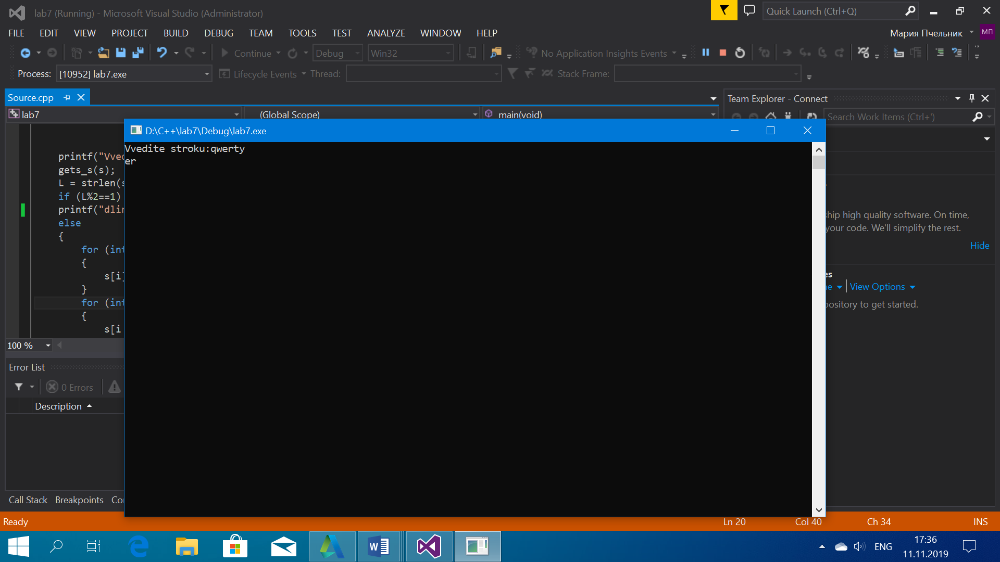 lab7 (Running) - Microsoft Visual Studio (Administrator)
Quick Launch (Ctrl+Q)
FILE EDIT VIEW PROJECT BUILD DEBUG TEAM TOOLS TEST ANALYZE WINDOW HELP
Мария Пчельник
МП
Continue Debug Win32 No Application Insights Events
Process: [10952] lab7.exe Lifecycle Events Thread: Stack Frame:
Source.cpp
Team Explorer - Connect
lab7 (Global Scope) main(void)
Search Work Items (Ctrl+')
D:\C++\lab7\Debug\lab7.exe
Vvedite stroku:qwerty
er
printf("Vved
gets_s(s);
L = strlen(s
if (L%2==1)
printf("dlin
else
{
for (int
{
s[i]
}
for (int
{
s[i
ship high quality software. On time,
your code. We'll simplify the rest.
Hide
es
ne View Options
pository to get started.
100 %
Error List
0 Errors
Description
Call Stack Breakpoints Co
Ready Ln 20 Col 40 Ch 34 INS
ENG
17:36
11.11.2019